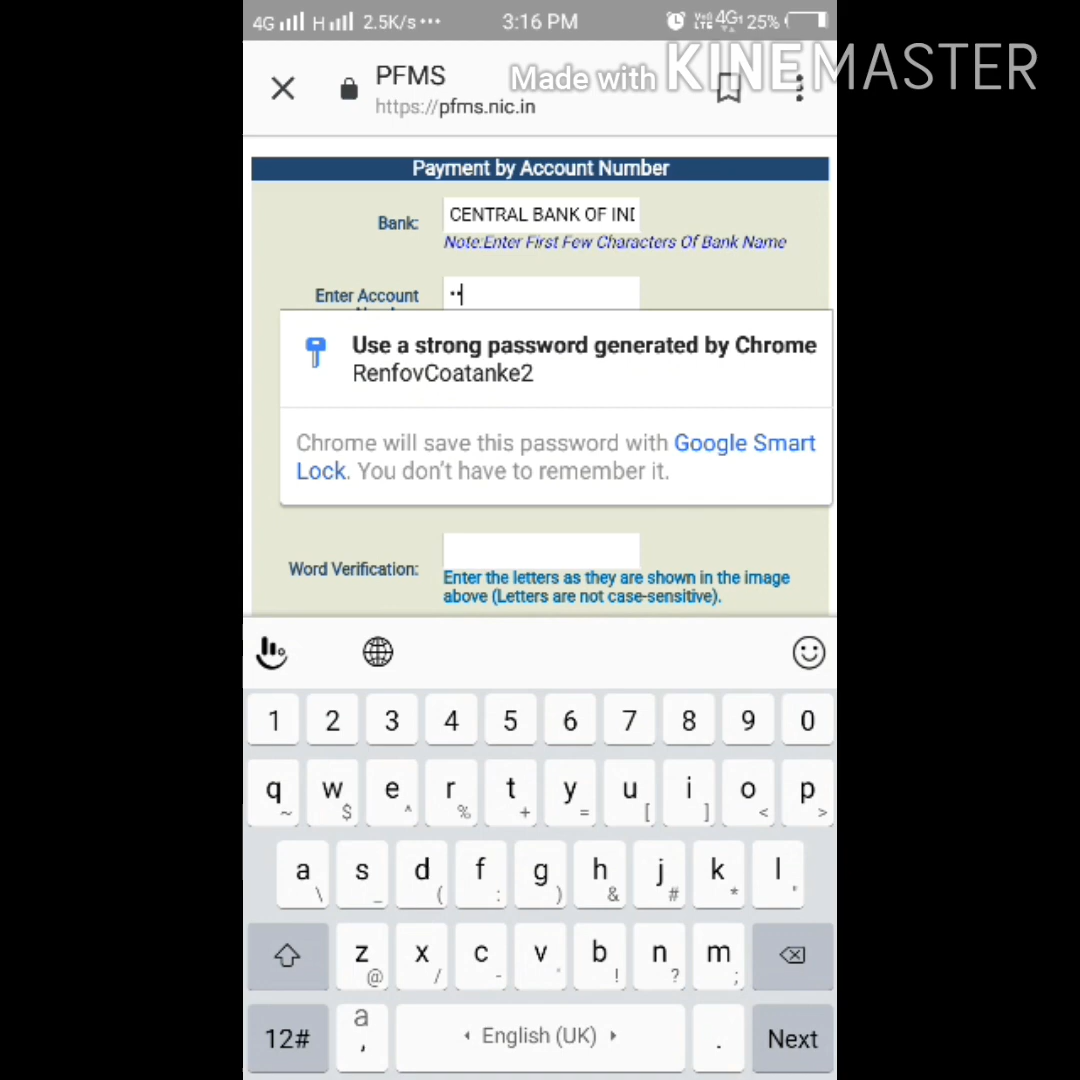 4G H 2.5K/s... 3:16 PM VoLTE 4G 25%
Made with KINEMASTER
PFMS
https://pfms.nic.in
Payment by Account Number
Bank: CENTRAL BANK OF INI
Note:Enter First Few Characters Of Bank Name
Enter Account
Use a strong password generated by Chrome
RenfovCoatanke2
Chrome will save this password with Google Smart
Lock. You don't have to remember it.
Word Verification:
Enter the letters as they are shown in the image
above (Letters are not case-sensitive).
1 2 3 4 5 6 7 8 9 0
q w e r t y u i o p
~ $ ^ % + = [ ] < >
a s d f g h j k l
\ _ ( : ) & # * "
z x c v b n m
@ / - ' ! ? ;
12# a , English (UK) . Next